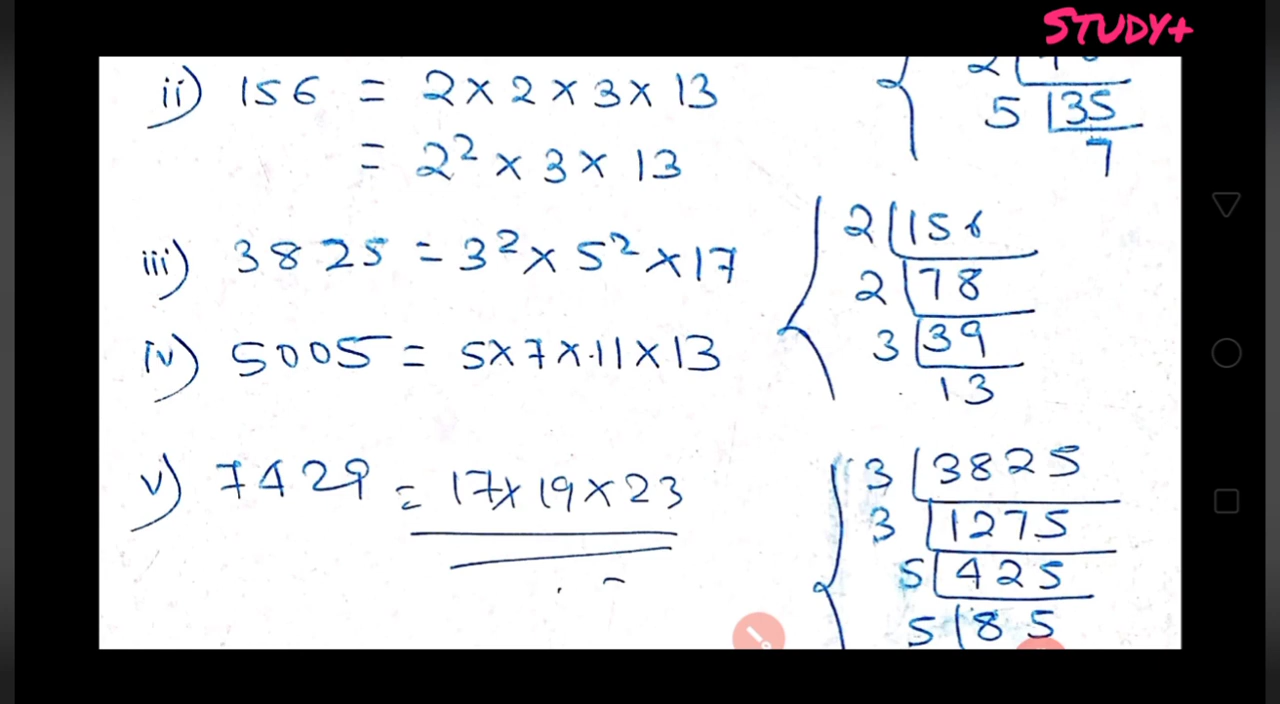 STUDY+
ii) 156 = 2 × 2 × 3 × 13
= 2² × 3 × 13
iii) 3825 = 3² × 5² × 17
iv) 5005 = 5 × 7 × 11 × 13
v) 7429 = 17 × 19 × 23
5 | 35
7
2 | 156
2 | 78
3 | 39
13
3 | 3825
3 | 1275
5 | 425
5 | 85